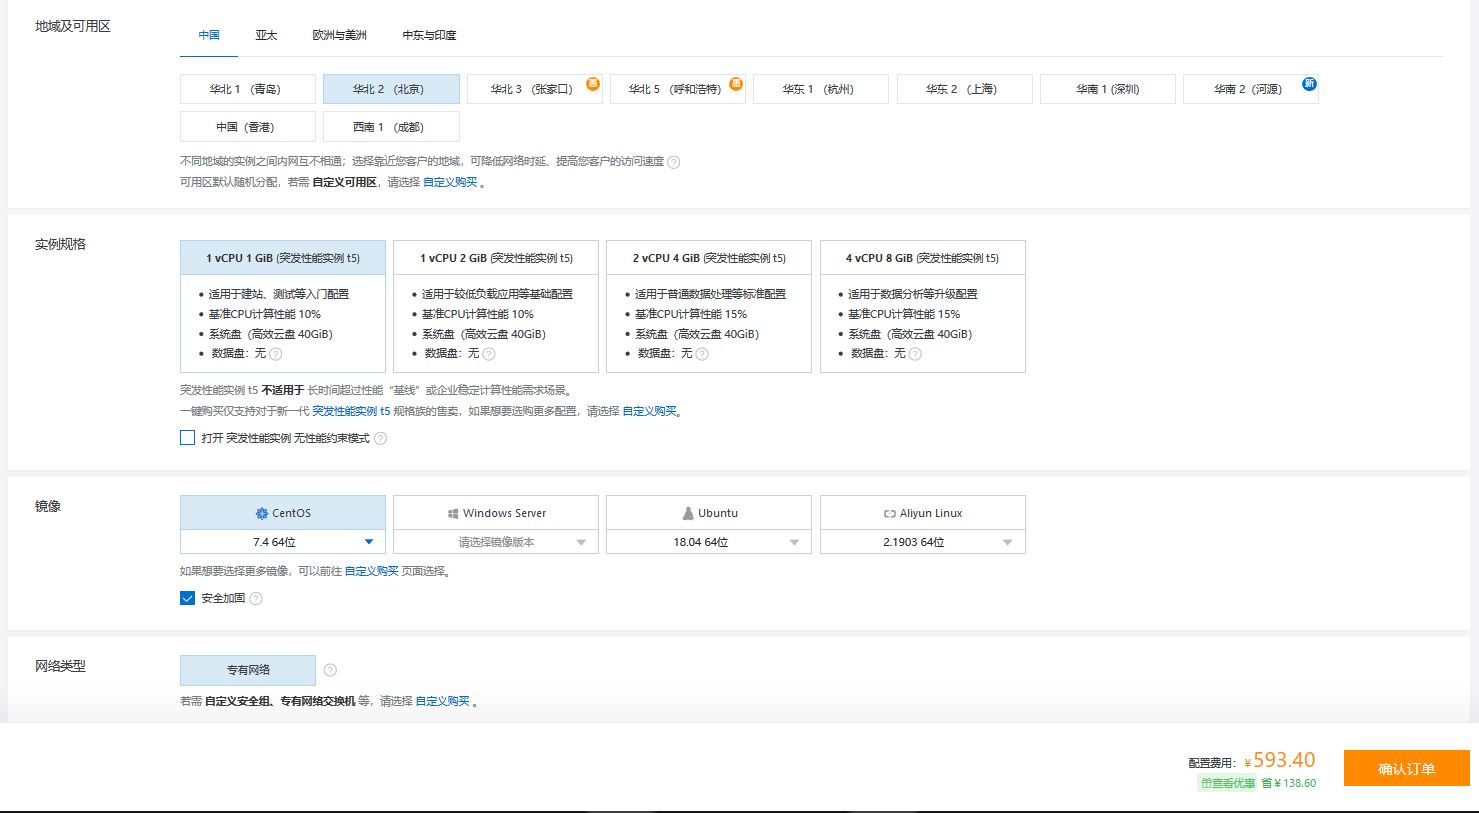 地域及可用区
中国 亚太 欧洲与美洲 中东与印度
华北 1 （青岛） 华北 2 （北京） 华北 3 （张家口） 惠 华北 5 （呼和浩特） 惠 华东 1 （杭州） 华东 2 （上海） 华南 1 (深圳) 华南 2（河源） 新
中国（香港） 西南 1 （成都）
不同地域的实例之间内网互不相通；选择靠近您客户的地域，可降低网络时延、提高您客户的访问速度 ?
可用区默认随机分配，若需 自定义可用区，请选择 自定义购买 。
实例规格
1 vCPU 1 GiB (突发性能实例 t5) 1 vCPU 2 GiB (突发性能实例 t5) 2 vCPU 4 GiB (突发性能实例 t5) 4 vCPU 8 GiB (突发性能实例 t5)
• 适用于建站、测试等入门配置 • 适用于较低负载应用等基础配置 • 适用于普通数据处理等标准配置 • 适用于数据分析等升级配置
• 基准CPU计算性能 10% • 基准CPU计算性能 10% • 基准CPU计算性能 15% • 基准CPU计算性能 15%
• 系统盘（高效云盘 40GiB） • 系统盘（高效云盘 40GiB） • 系统盘（高效云盘 40GiB） • 系统盘（高效云盘 40GiB）
• 数据盘：无 ? • 数据盘：无 ? • 数据盘：无 ? • 数据盘：无 ?
突发性能实例 t5 不适用于 长时间超过性能“基线”或企业稳定计算性能需求场景。
一键购买仅支持对于新一代 突发性能实例 t5 规格族的售卖，如果想要选购更多配置，请选择 自定义购买。
打开 突发性能实例 无性能约束模式 ?
镜像
CentOS Windows Server Ubuntu Aliyun Linux
7.4 64位 请选择镜像版本 18.04 64位 2.1903 64位
如果想要选择更多镜像，可以前往 自定义购买 页面选择。
安全加固 ?
网络类型
专有网络 ?
若需 自定义安全组、专有网络交换机 等，请选择 自定义购买 。
配置费用：¥ 593.40
查看优惠 省 ¥ 138.60
确认订单